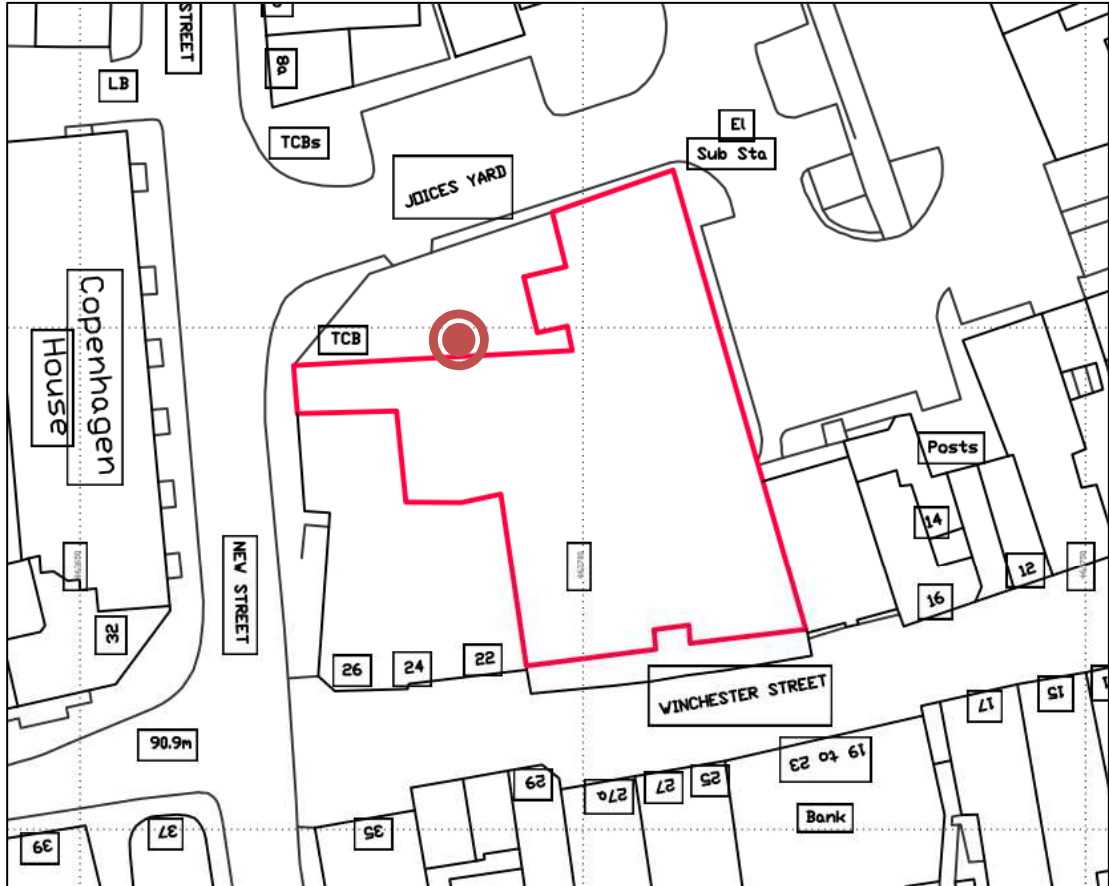 STREET
8a
LB
TCBs
El
Sub Sta
JOICES YARD
TCB
Copenhagen
House
Posts
14
12
16
NEW STREET
32
26
24
22
WINCHESTER STREET
90.9m
17
15
19 to 23
29
27a
27
25
Bank
39
37
35